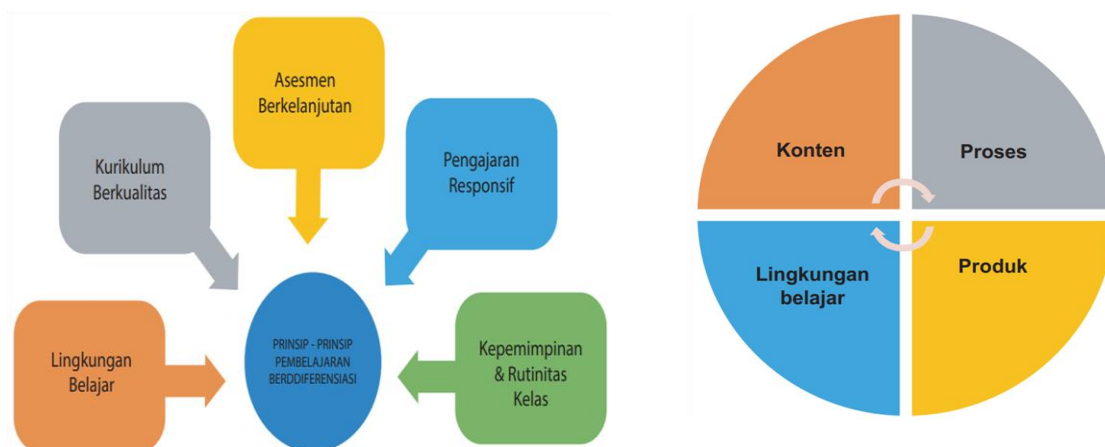 Asesmen
Berkelanjutan
Kurikulum
Berkualitas
Pengajaran
Responsif
Lingkungan
Belajar
PRINSIP - PRINSIP
PEMBELAJARAN
BERDDIFERENSIASI
Kepemimpinan
& Rutinitas
Kelas
Konten
Proses
Lingkungan
belajar
Produk